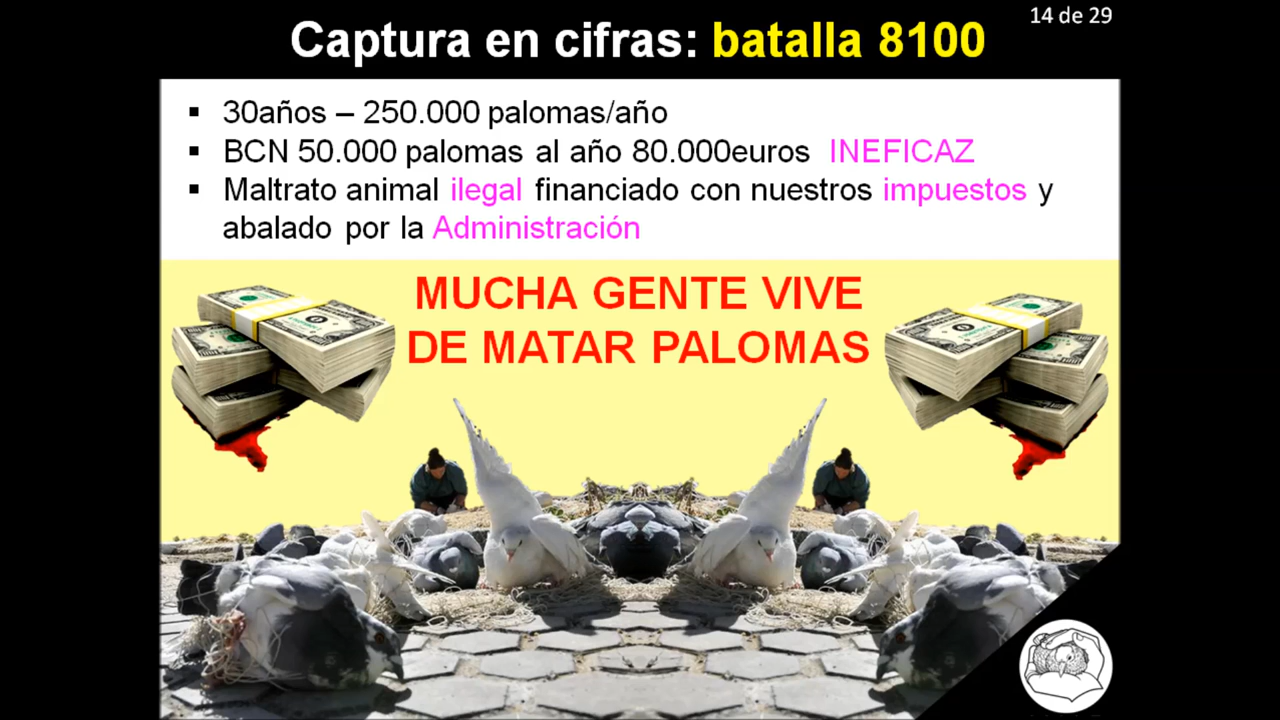 14 de 29
Captura en cifras: batalla 8100
▪ 30años – 250.000 palomas/año
▪ BCN 50.000 palomas al año 80.000euros INEFICAZ
▪ Maltrato animal ilegal financiado con nuestros impuestos y
abalado por la Administración
MUCHA GENTE VIVE
DE MATAR PALOMAS